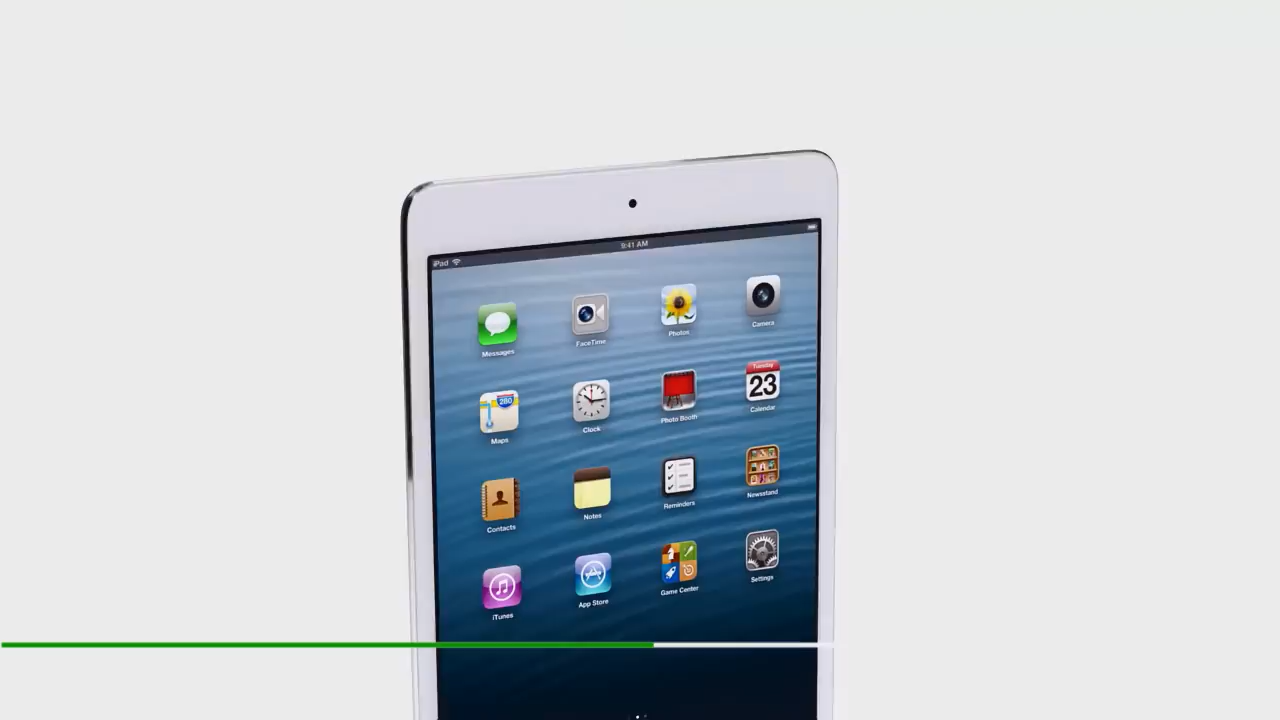 iPad 9:41 AM
Messages FaceTime Photos Camera
280 Tuesday 23
Maps Clock Photo Booth Calendar
Contacts Notes Reminders Newsstand
iTunes App Store Game Center Settings